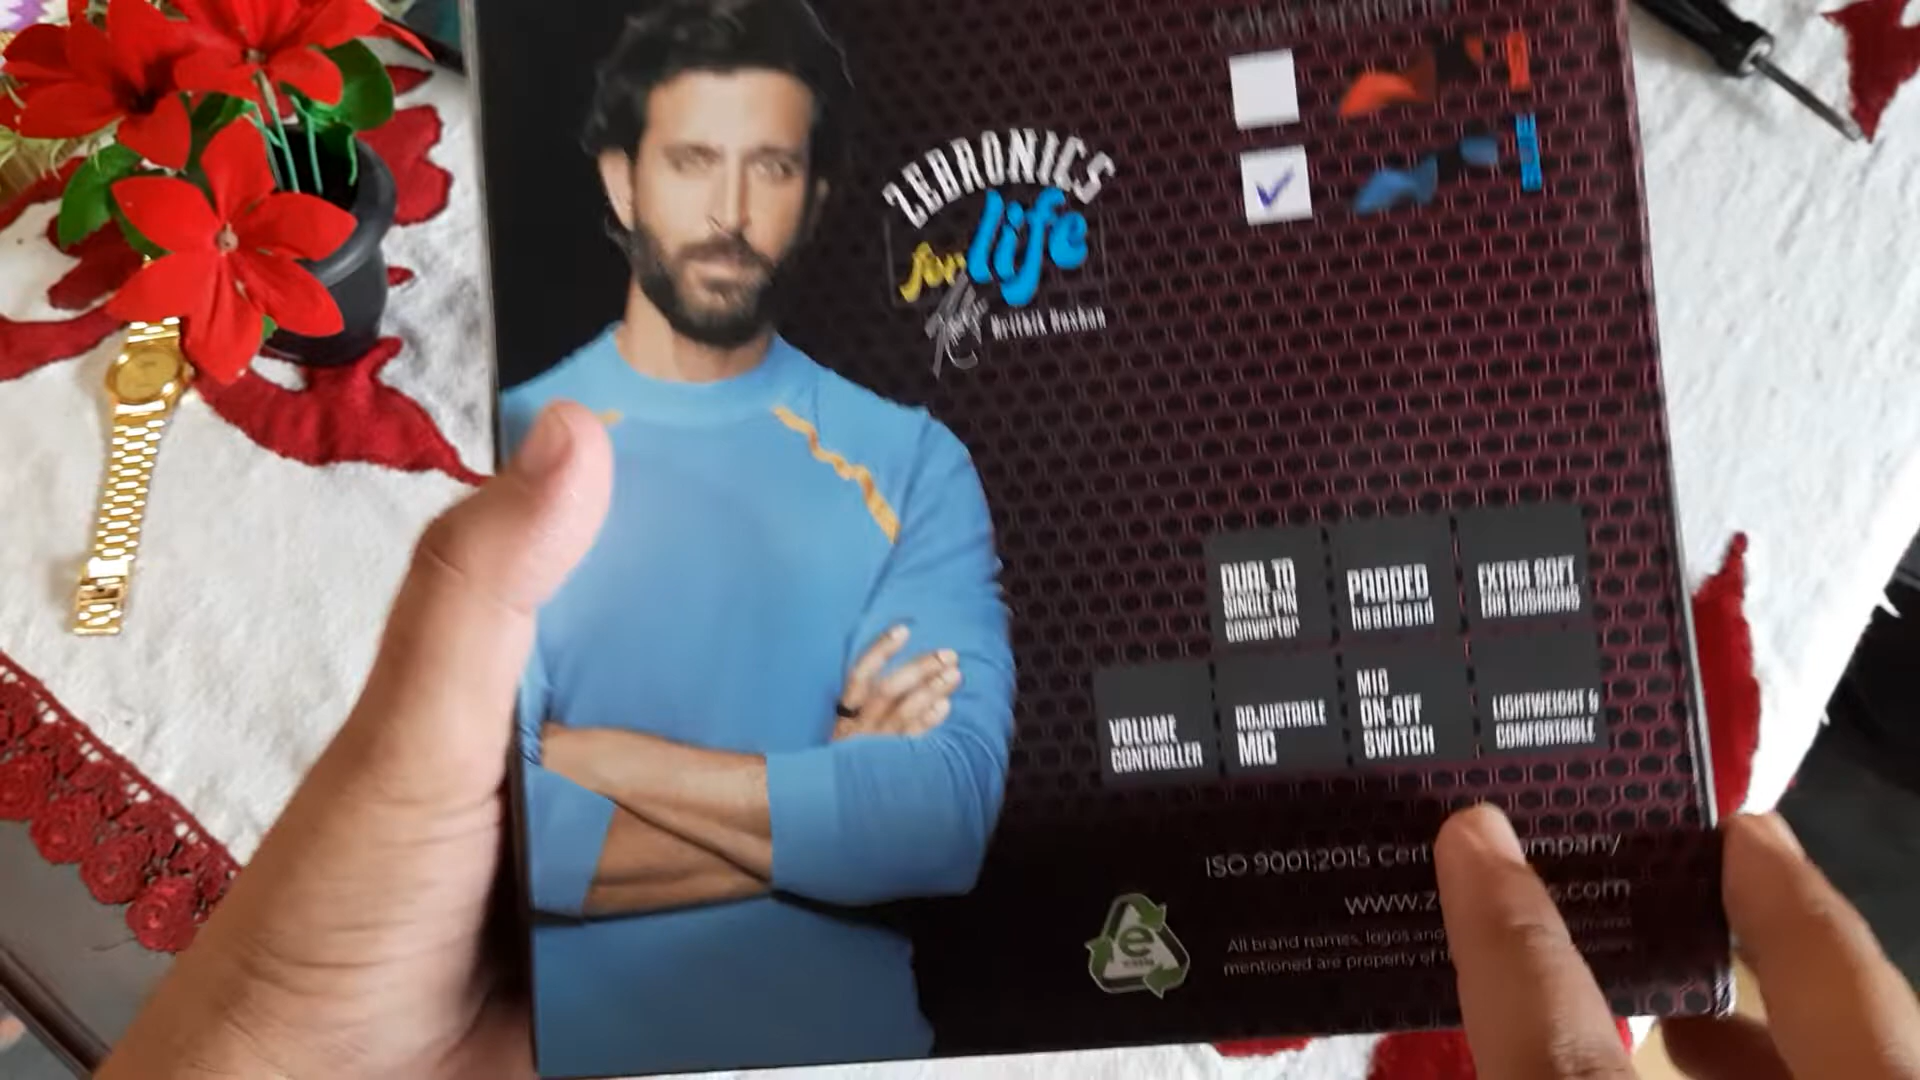 ZEBRONICS
for life
Hrithik Roshan
RED
BLUE
DUAL TO
SINGLE PIN
converter
PADDED
headband
EXTRA SOFT
EAR CUSHIONS
VOLUME
CONTROLLER
ADJUSTABLE
MIC
MIC
ON-OFF
SWITCH
LIGHTWEIGHT &
COMFORTABLE
ISO 9001:2015 Cert mpany
www.z s.com
All brand names, logos and
mentioned are property of
e